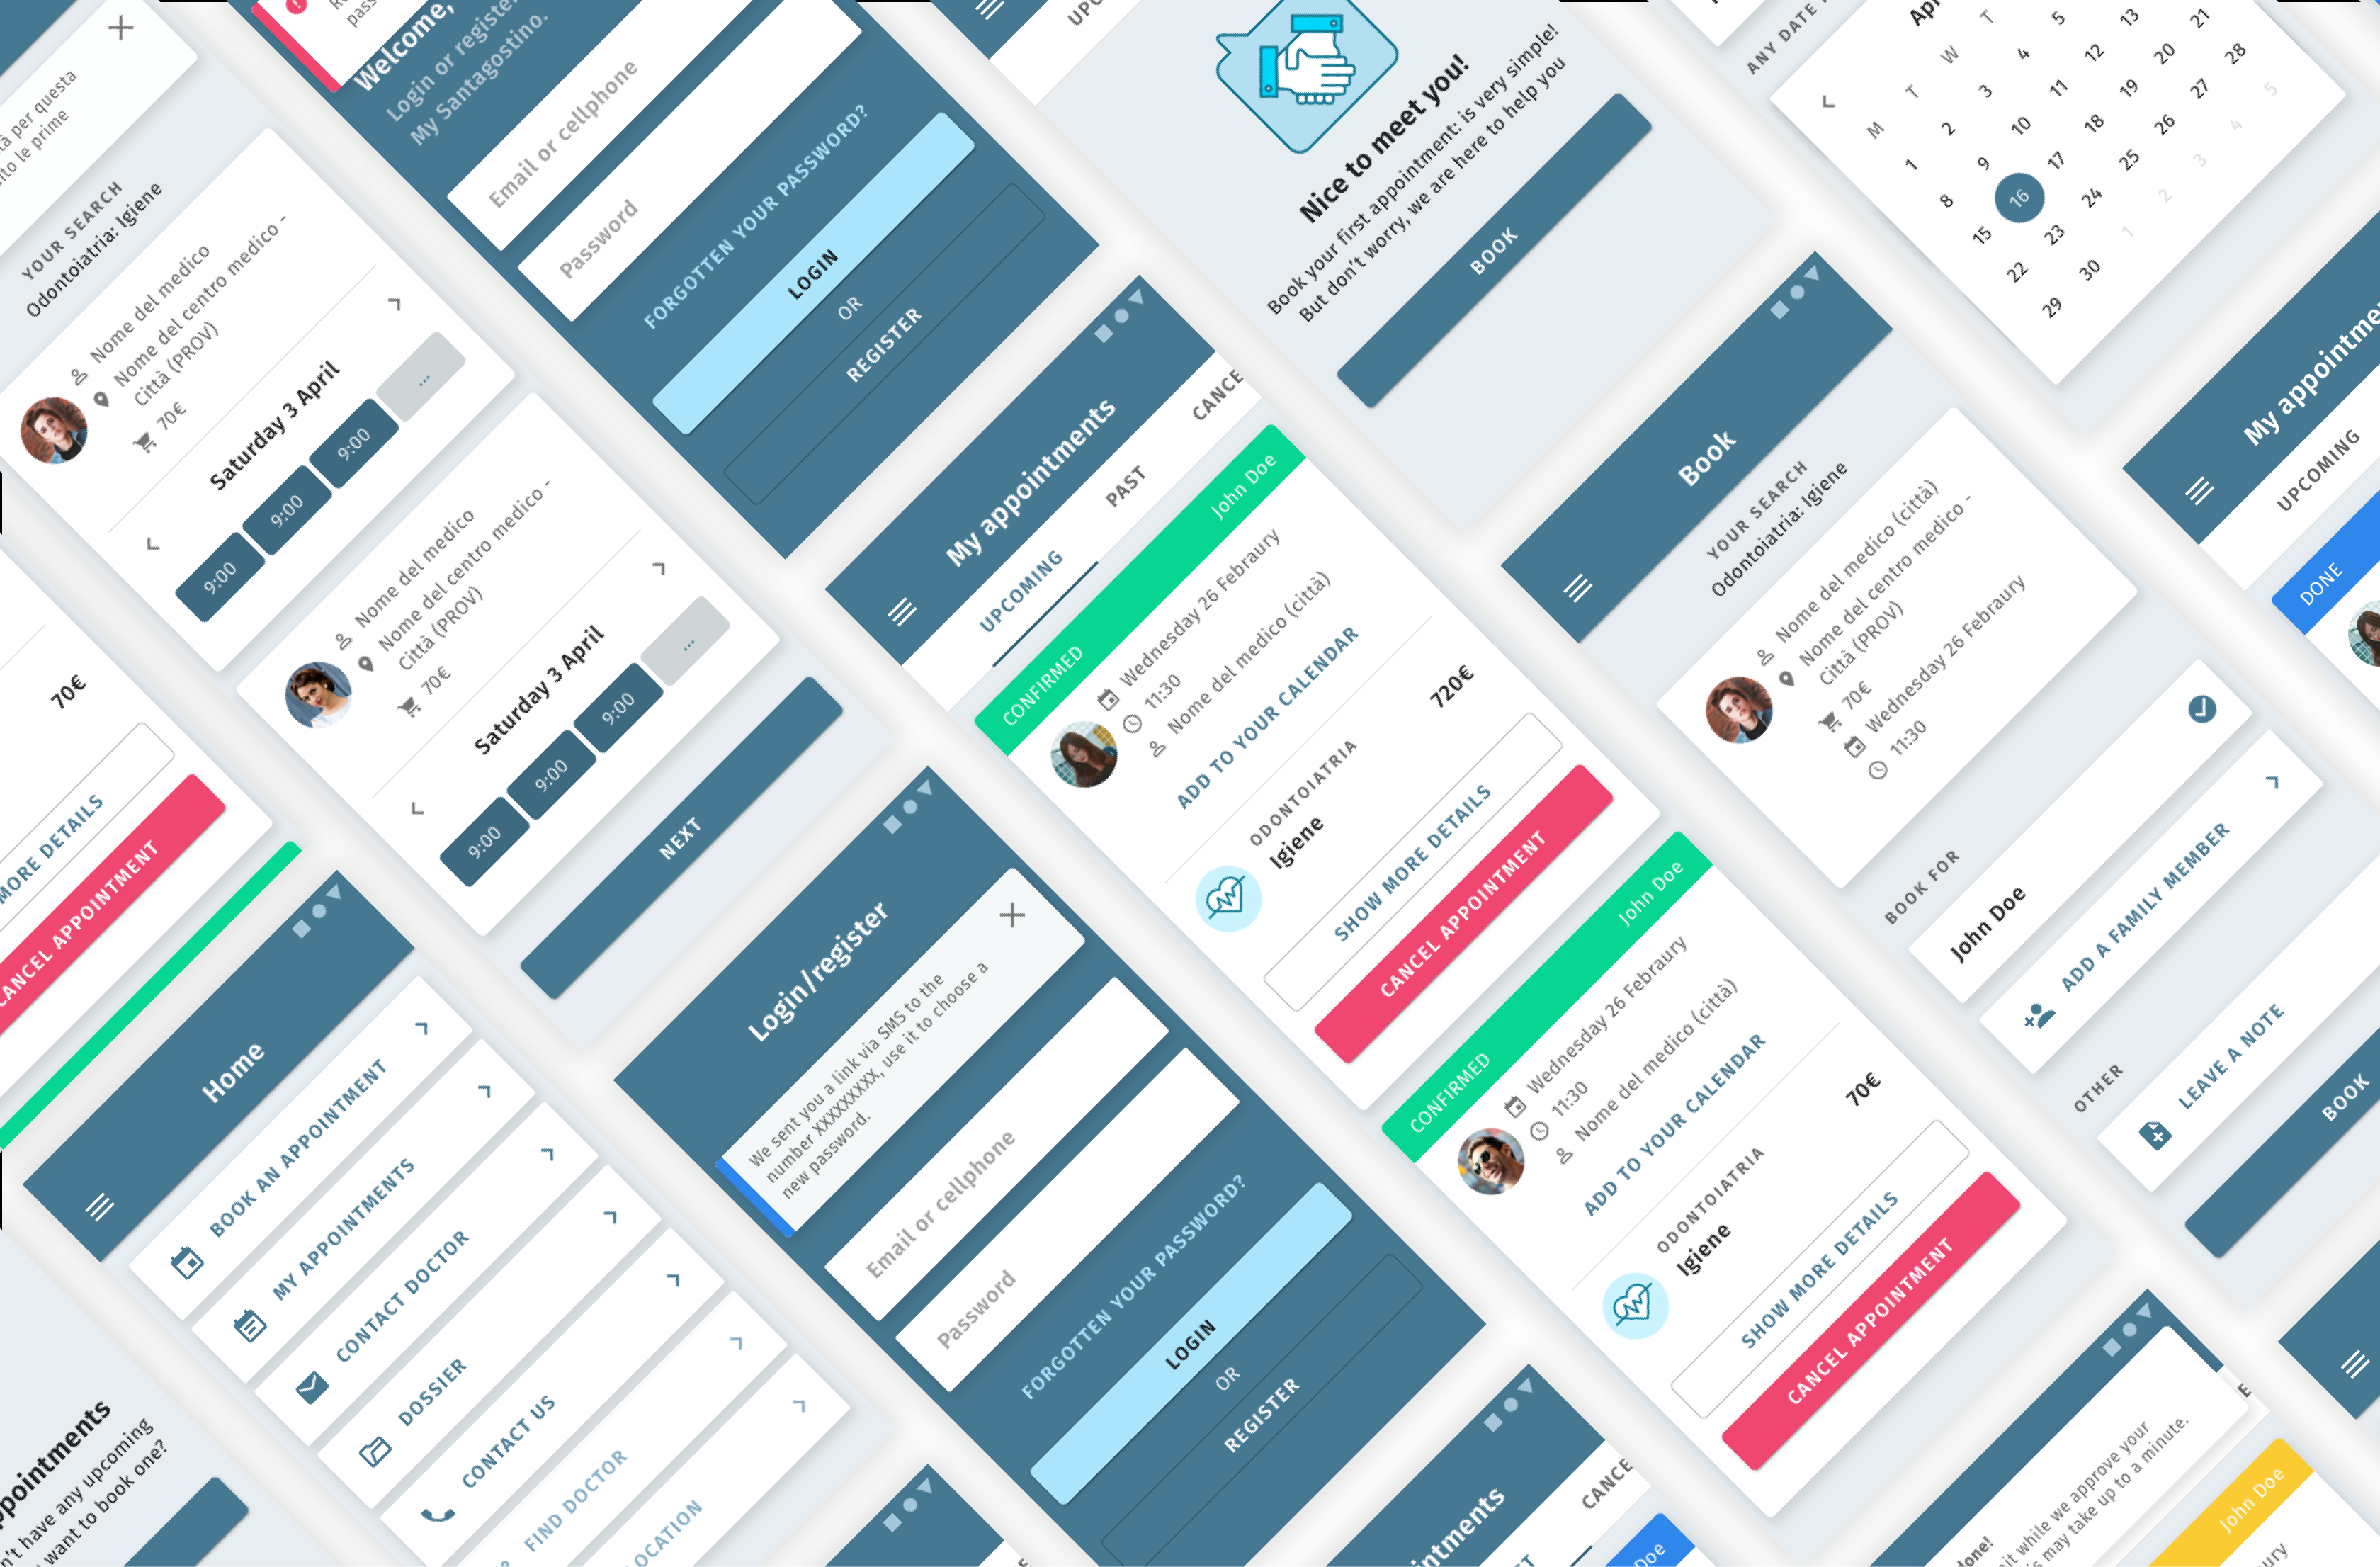 à per questa
to le prime
YOUR SEARCH
Odontoiatria: Igiene
Nome del medico
Nome del centro medico -
Città (PROV)
70€
Saturday 3 April
9:00
9:00
9:00
...
Nome del medico
Nome del centro medico -
Città (PROV)
70€
Saturday 3 April
9:00
9:00
9:00
...
NEXT
70€
MORE DETAILS
CANCEL APPOINTMENT
Home
BOOK AN APPOINTMENT
MY APPOINTMENTS
CONTACT DOCTOR
DOSSIER
CONTACT US
FIND DOCTOR
OCATION
ppointments
n't have any upcoming
want to book one?
pass
Welcome,
Login or registe
My Santagostino.
Email or cellphone
Password
FORGOTTEN YOUR PASSWORD?
LOGIN
OR
REGISTER
Login/register
We sent you a link via SMS to the
number XXXXXXXXX, use it to choose a
new password.
Email or cellphone
Password
FORGOTTEN YOUR PASSWORD?
LOGIN
OR
REGISTER
UPC
Nice to meet you!
Book your first appointment: is very simple!
But don't worry, we are here to help you
BOOK
My appointments
UPCOMING
PAST
CANCE
CONFIRMED
John Doe
Wednesday 26 Febraury
11:30
Nome del medico (città)
ADD TO YOUR CALENDAR
ODONTOIATRIA
Igiene
720€
SHOW MORE DETAILS
CANCEL APPOINTMENT
CONFIRMED
John Doe
Wednesday 26 Febraury
11:30
Nome del medico (città)
ADD TO YOUR CALENDAR
ODONTOIATRIA
Igiene
70€
SHOW MORE DETAILS
CANCEL APPOINTMENT
intments
ST
CANCE
Doe
ANY DATE
Apr
M T W T
1 2 3 4 5
8 9 10 11 12 13
15 16 17 18 19 20 21
22 23 24 25 26 27 28
29 30 1 2 3 4 5
Book
YOUR SEARCH
Odontoiatria: Igiene
Nome del medico (città)
Nome del centro medico -
Città (PROV)
70€
Wednesday 26 Febraury
11:30
BOOK FOR
John Doe
ADD A FAMILY MEMBER
OTHER
LEAVE A NOTE
BOOK
My appointme
UPCOMING
DONE
done!
it while we approve your
s may take up to a minute.
E
John Doe
ury